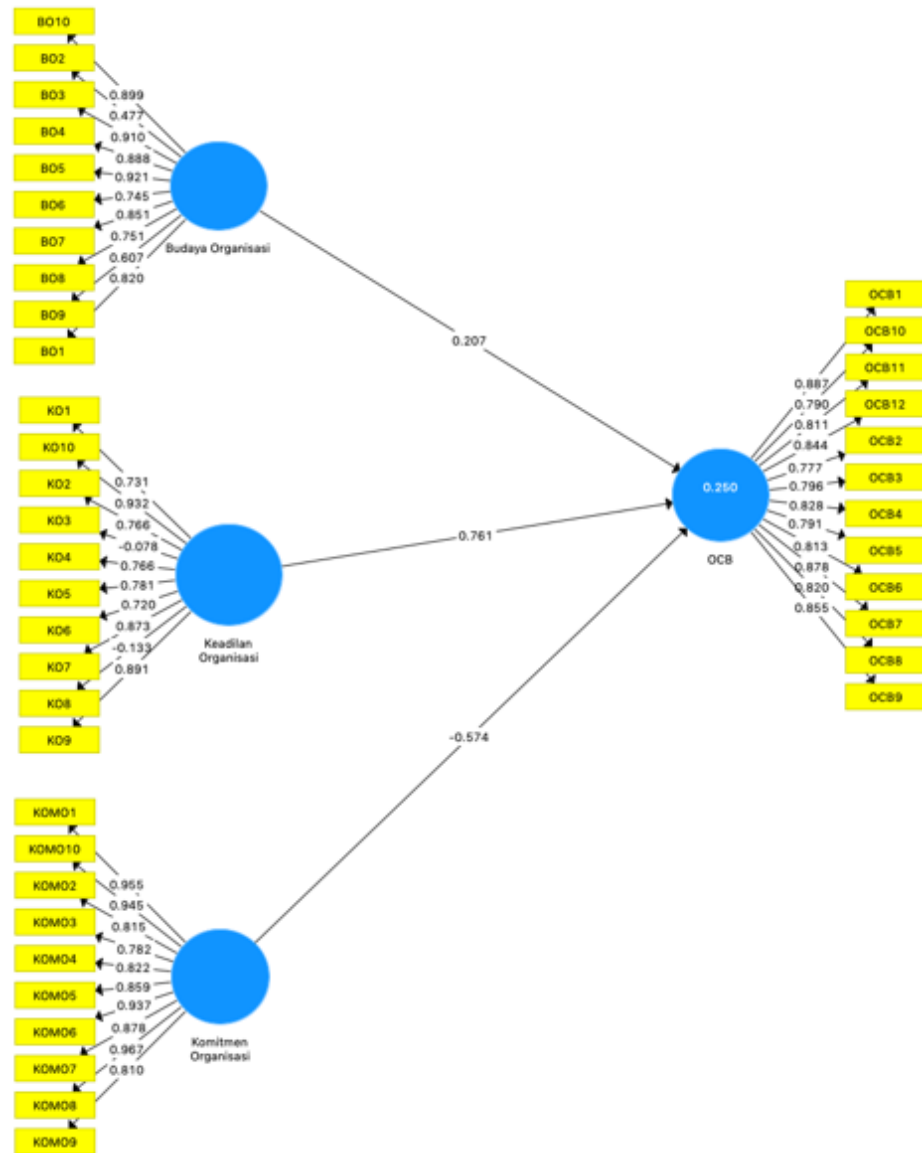 BO10
BO2
BO3
BO4
BO5
BO6
BO7
BO8
BO9
BO1
0.899
0.477
0.910
0.888
0.921
0.745
0.851
0.751
0.607
0.820
Budaya Organisasi
KO1
KO10
KO2
KO3
KO4
KO5
KO6
KO7
KO8
KO9
0.731
0.932
0.766
-0.078
0.766
0.781
0.720
0.873
-0.133
0.891
Keadilan
Organisasi
KOMO1
KOMO10
KOMO2
KOMO3
KOMO4
KOMO5
KOMO6
KOMO7
KOMO8
KOMO9
0.955
0.945
0.815
0.782
0.822
0.859
0.937
0.878
0.967
0.810
Komitmen
Organisasi
0.207
0.761
-0.574
0.250
OCB
0.887
0.790
0.811
0.844
0.777
0.796
0.828
0.791
0.813
0.878
0.820
0.855
OCB1
OCB10
OCB11
OCB12
OCB2
OCB3
OCB4
OCB5
OCB6
OCB7
OCB8
OCB9